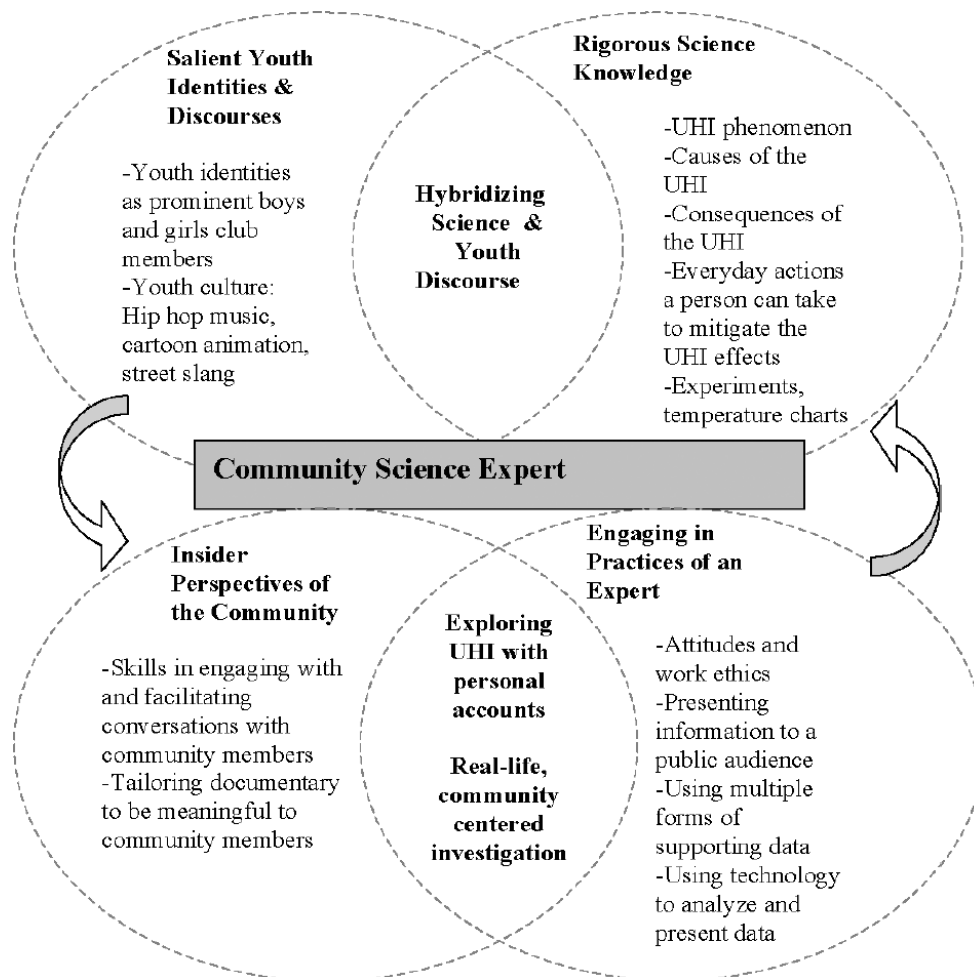 Salient Youth
Identities &
Discourses
-Youth identities
as prominent boys
and girls club
members
-Youth culture:
Hip hop music,
cartoon animation,
street slang
Hybridizing
Science &
Youth
Discourse
Rigorous Science
Knowledge
-UHI phenomenon
-Causes of the
UHI
-Consequences of
the UHI
-Everyday actions
a person can take
to mitigate the
UHI effects
-Experiments,
temperature charts
Community Science Expert
Insider
Perspectives of
the Community
-Skills in engaging with
and facilitating
conversations with
community members
-Tailoring documentary
to be meaningful to
community members
Exploring
UHI with
personal
accounts
Real-life,
community
centered
investigation
Engaging in
Practices of an
Expert
-Attitudes and
work ethics
-Presenting
information to a
public audience
-Using multiple
forms of
supporting data
-Using technology
to analyze and
present data